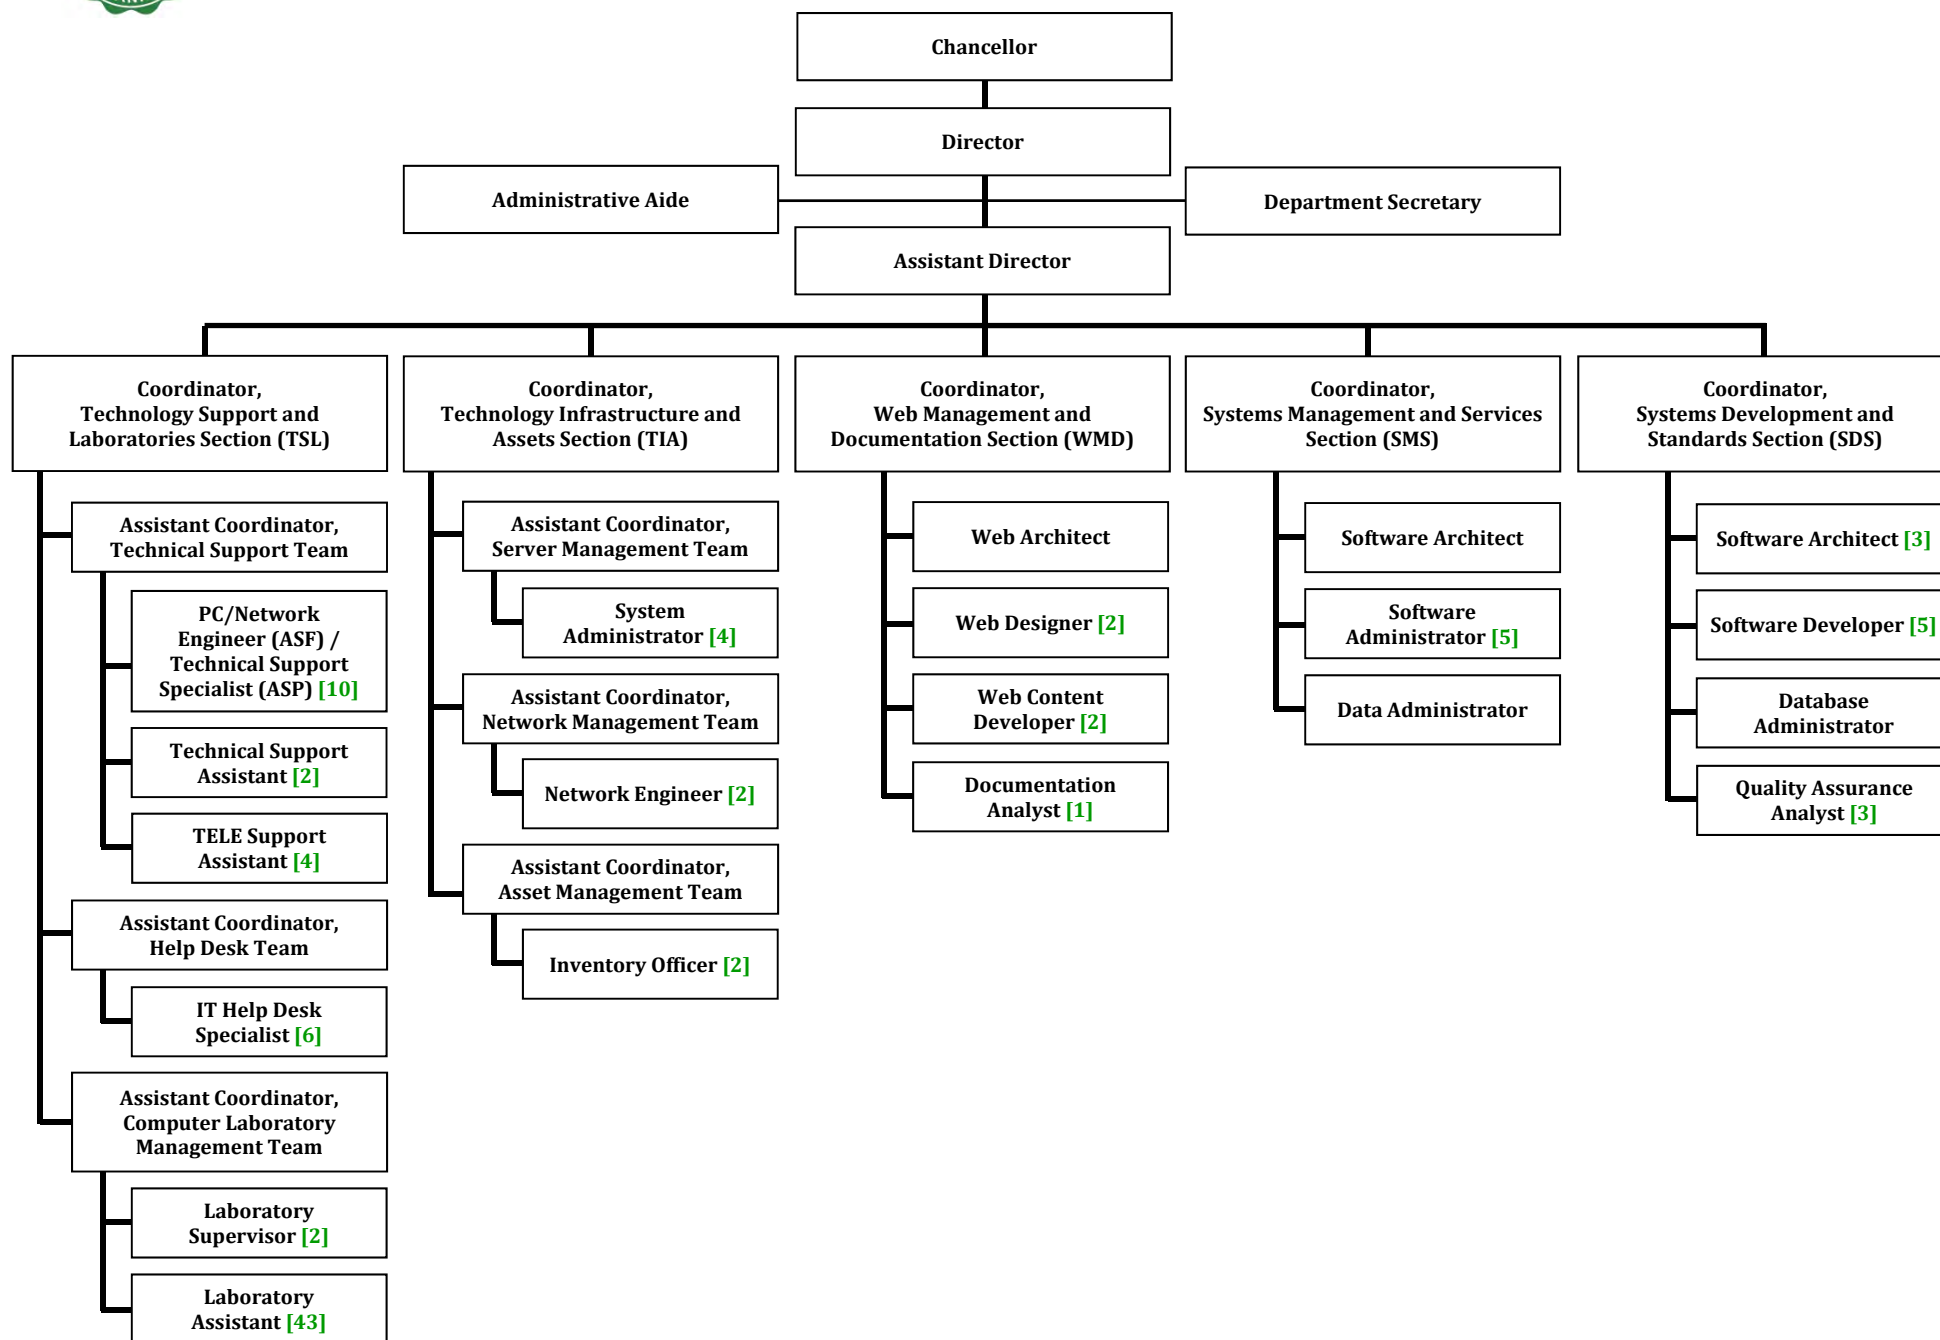 Chancellor
Director
Administrative Aide
Department Secretary
Assistant Director
Coordinator,
Technology Support and
Laboratories Section (TSL)
Assistant Coordinator,
Technical Support Team
PC/Network
Engineer (ASF) /
Technical Support
Specialist (ASP) [10]
Technical Support
Assistant [2]
TELE Support
Assistant [4]
Assistant Coordinator,
Help Desk Team
IT Help Desk
Specialist [6]
Assistant Coordinator,
Computer Laboratory
Management Team
Laboratory
Supervisor [2]
Laboratory
Assistant [43]
Coordinator,
Technology Infrastructure and
Assets Section (TIA)
Assistant Coordinator,
Server Management Team
System
Administrator [4]
Assistant Coordinator,
Network Management Team
Network Engineer [2]
Assistant Coordinator,
Asset Management Team
Inventory Officer [2]
Coordinator,
Web Management and
Documentation Section (WMD)
Web Architect
Web Designer [2]
Web Content
Developer [2]
Documentation
Analyst [1]
Coordinator,
Systems Management and Services
Section (SMS)
Software Architect
Software
Administrator [5]
Data Administrator
Coordinator,
Systems Development and
Standards Section (SDS)
Software Architect [3]
Software Developer [5]
Database
Administrator
Quality Assurance
Analyst [3]